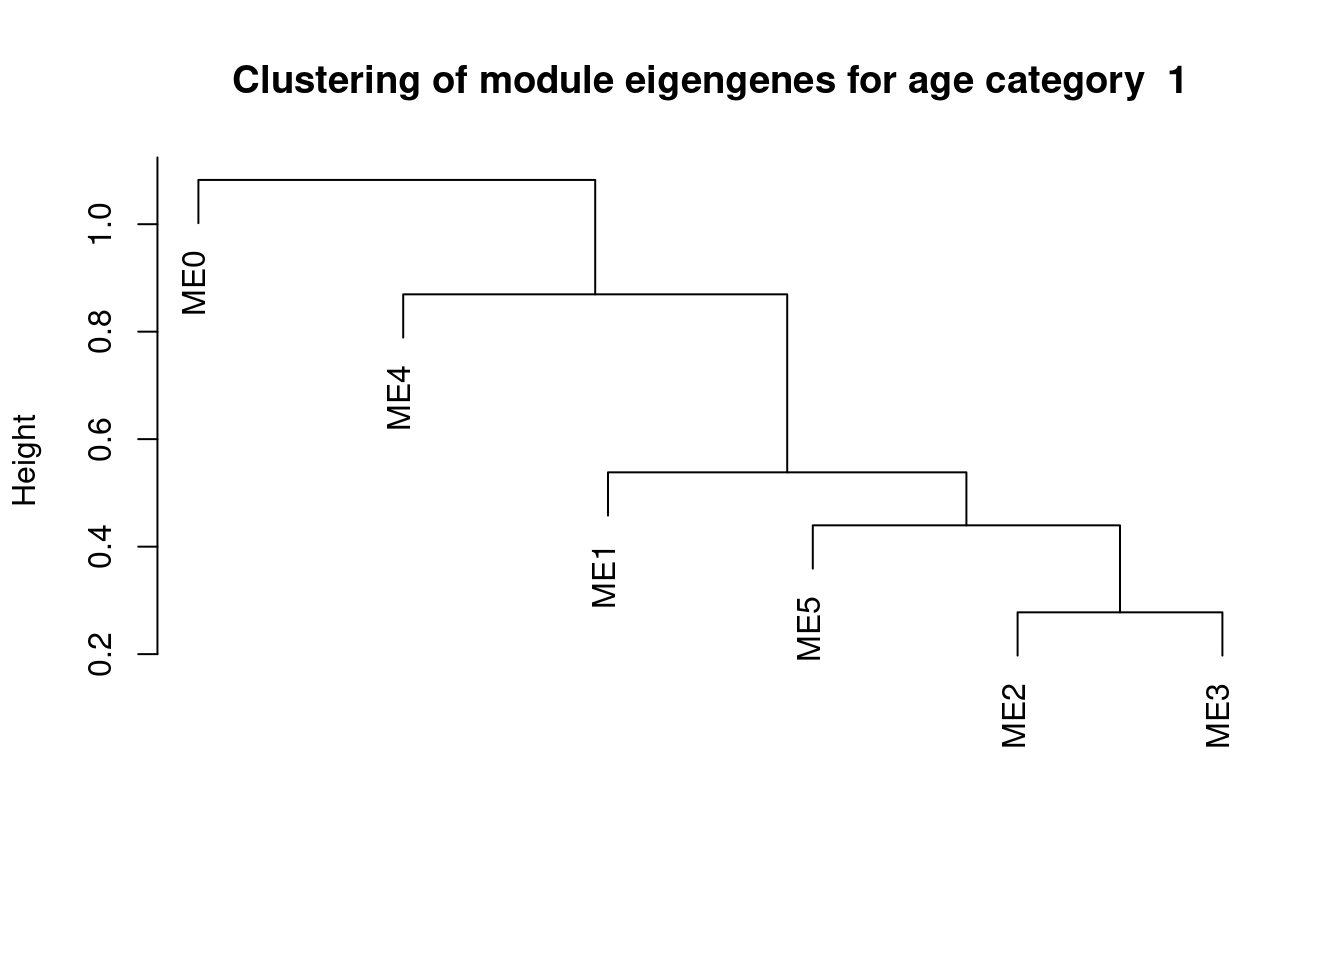 Clustering of module eigengenes for age category  1
Height
1.0
0.8
0.6
0.4
0.2
ME0
ME4
ME1
ME5
ME2
ME3